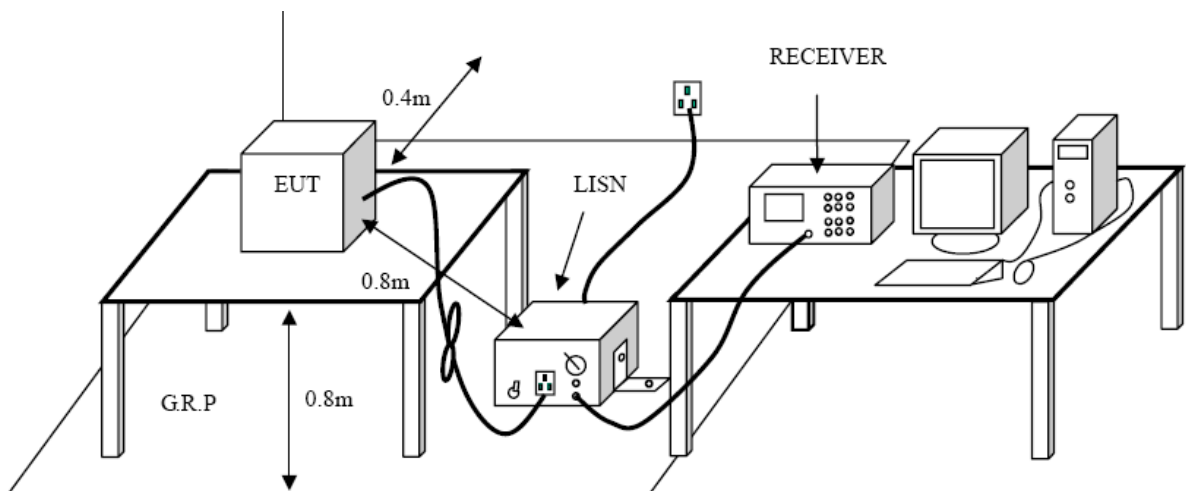 RECEIVER
0.4m
EUT
LISN
0.8m
G.R.P
0.8m